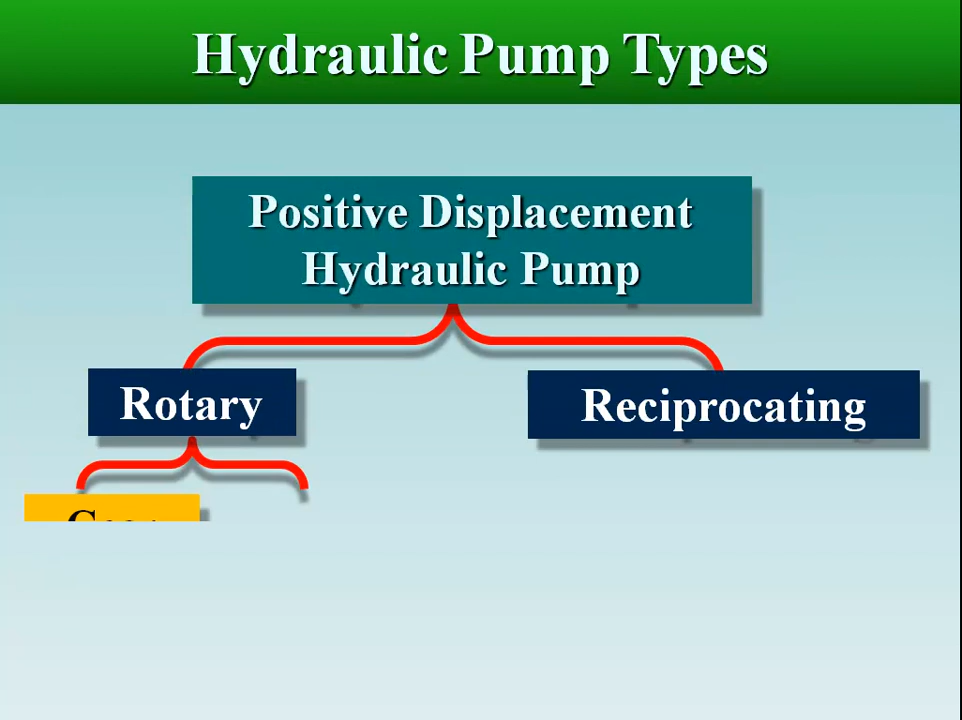 Hydraulic Pump Types
Positive Displacement
Hydraulic Pump
Rotary
Reciprocating